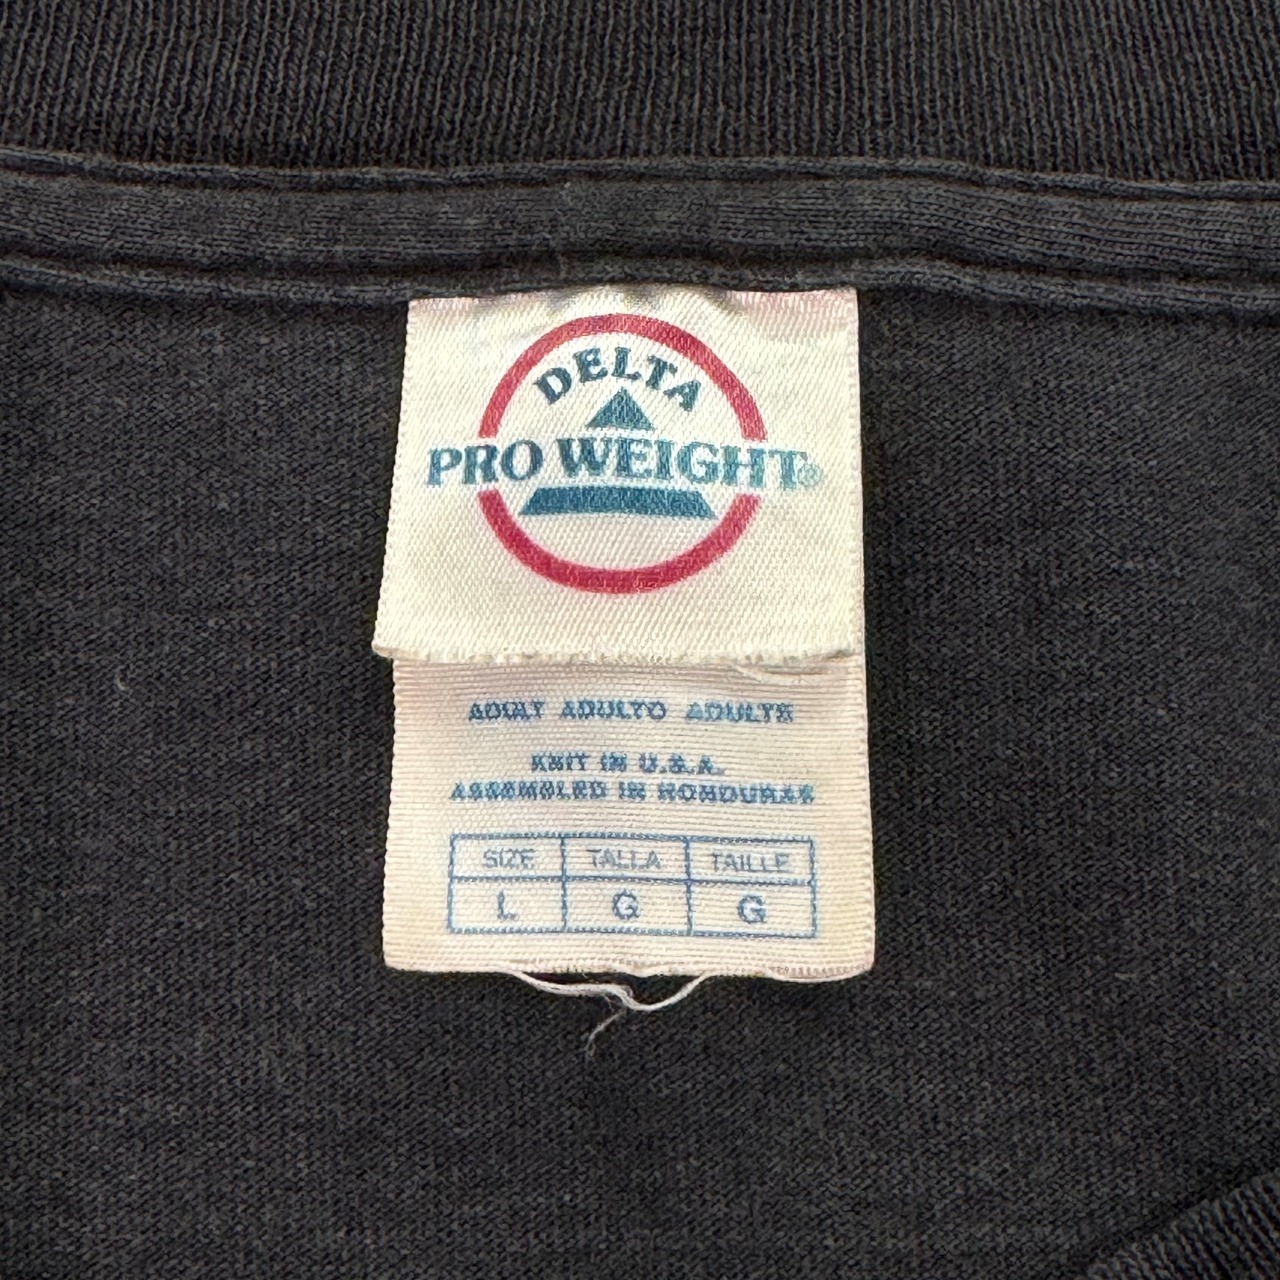 DELTA
PRO WEIGHT®
ADULT ADULTO ADULTE
KNIT IN U.S.A.
ASSEMBLED IN HONDURAS
SIZE TALLA TAILLE
L G G